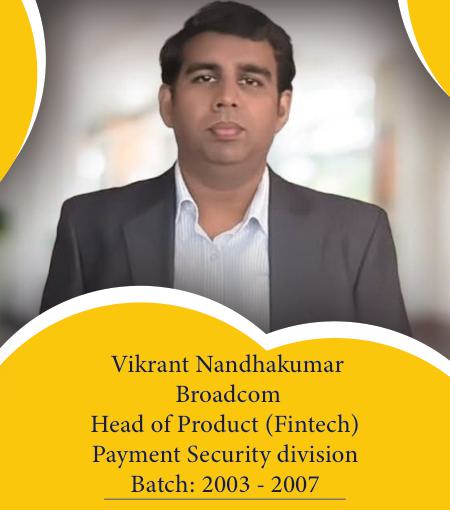 Vikrant Nandhakumar
Broadcom
Head of Product (Fintech)
Payment Security division
Batch: 2003 - 2007